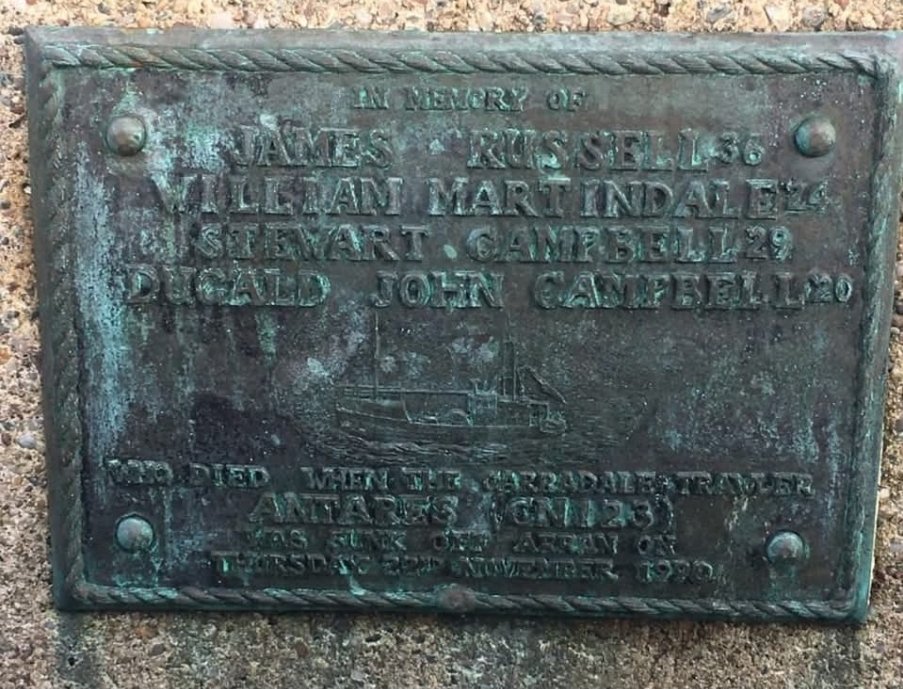 IN MEMORY OF
JAMES RUSSELL 36
WILLIAM MARTINDALE 24
STEWART CAMPBELL 29
DUGALD JOHN CAMPBELL 20
WHO DIED WHEN THE CARRADALE TRAWLER
ANTARES (CN123)
WAS SUNK OFF ARRAN ON
THURSDAY 22ND NOVEMBER 1990